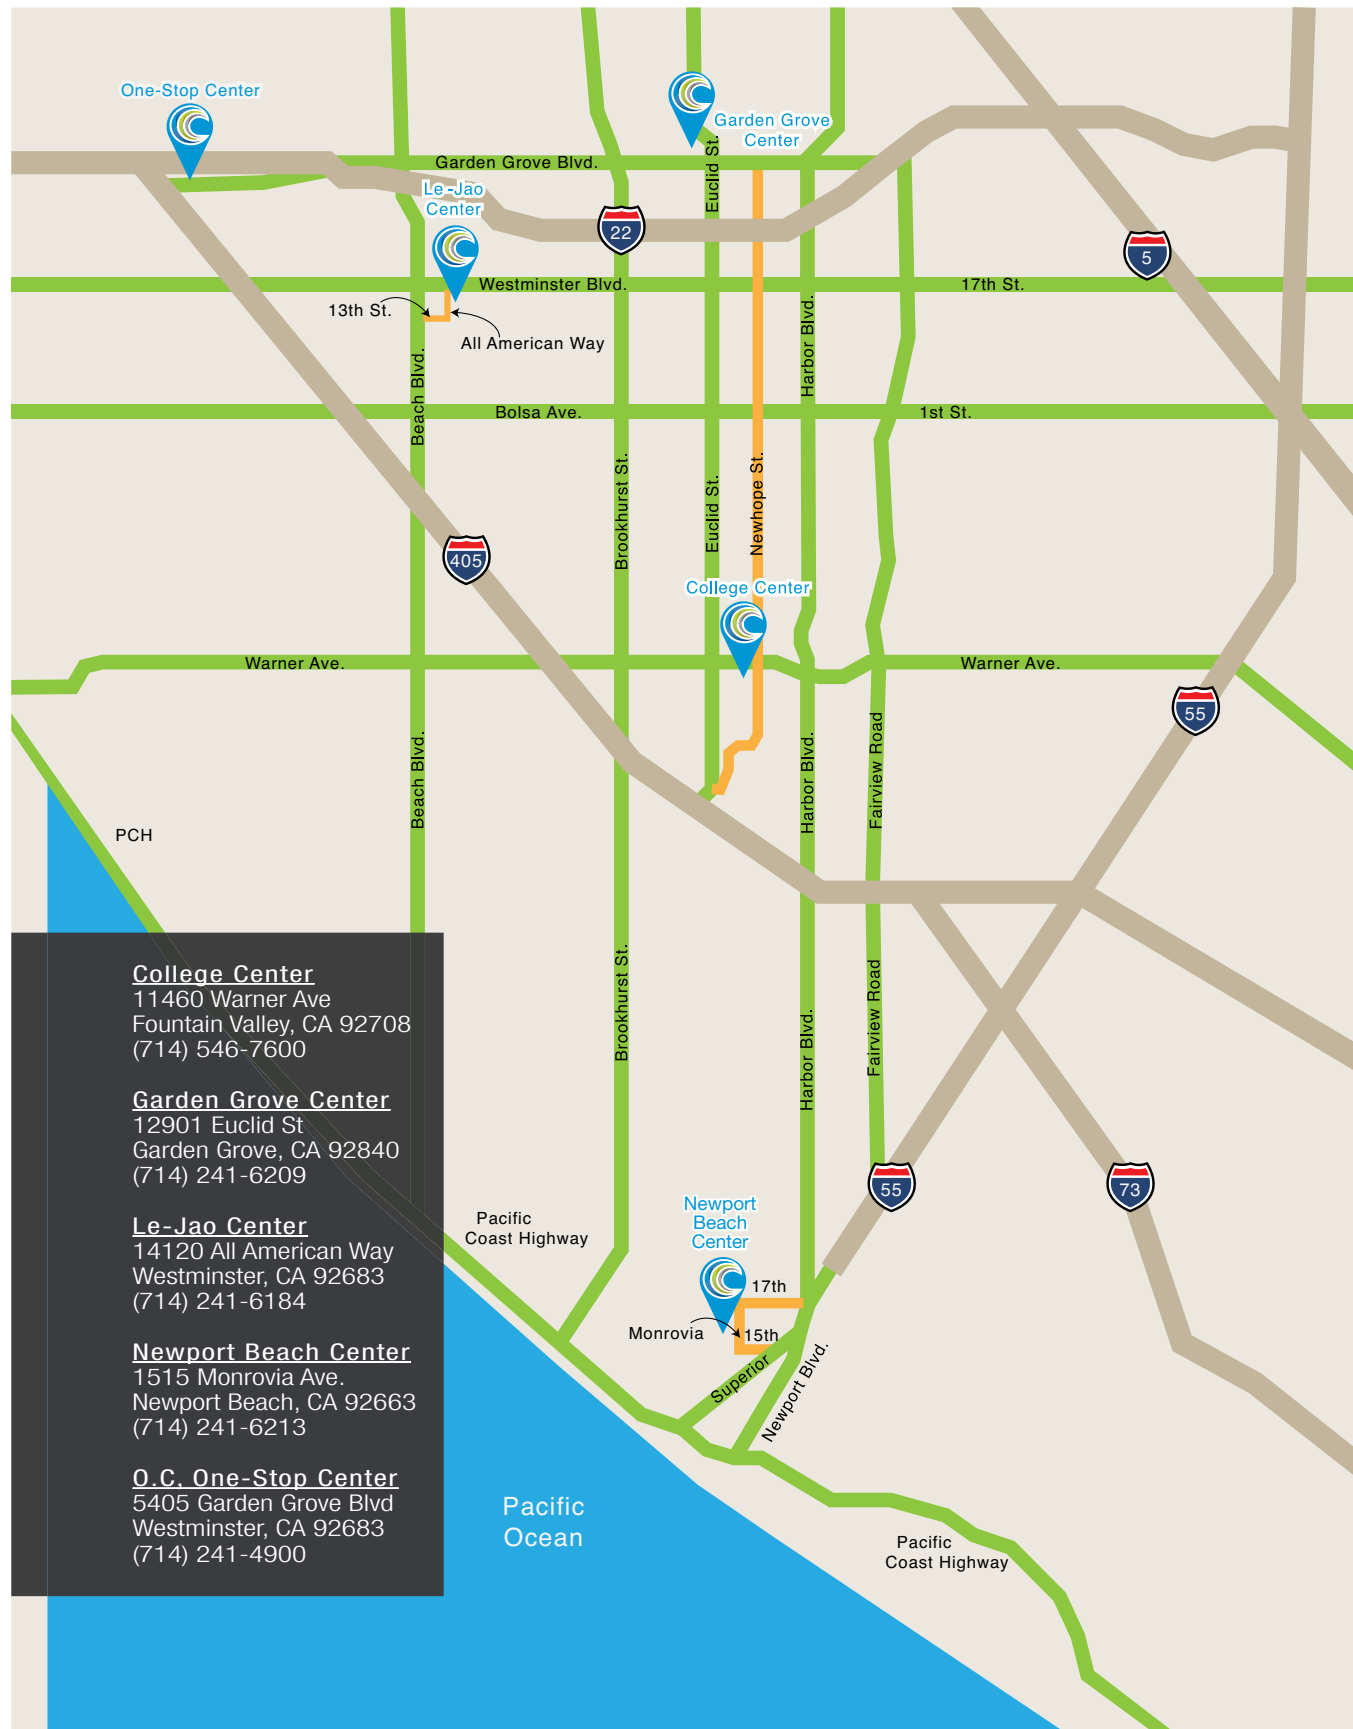 One-Stop Center
Garden Grove
Center
Garden Grove Blvd.
Euclid St.
Le-Jao
Center
22
5
Westminster Blvd.
17th St.
13th St.
All American Way
Harbor Blvd.
Beach Blvd.
Bolsa Ave.
1st St.
Brookhurst St.
Euclid St.
Newhope St.
405
College Center
Warner Ave.
Warner Ave.
55
Beach Blvd.
Harbor Blvd.
Fairview Road
PCH
College Center
11460 Warner Ave
Fountain Valley, CA 92708
(714) 546-7600
Garden Grove Center
12901 Euclid St
Garden Grove, CA 92840
(714) 241-6209
Le-Jao Center
14120 All American Way
Westminster, CA 92683
(714) 241-6184
Newport Beach Center
1515 Monrovia Ave.
Newport Beach, CA 92663
(714) 241-6213
O.C. One-Stop Center
5405 Garden Grove Blvd
Westminster, CA 92683
(714) 241-4900
Brookhurst St.
Harbor Blvd.
Fairview Road
55
73
Pacific
Coast Highway
Newport
Beach
Center
17th
Monrovia
15th
Superior
Newport Blvd.
Pacific
Ocean
Pacific
Coast Highway